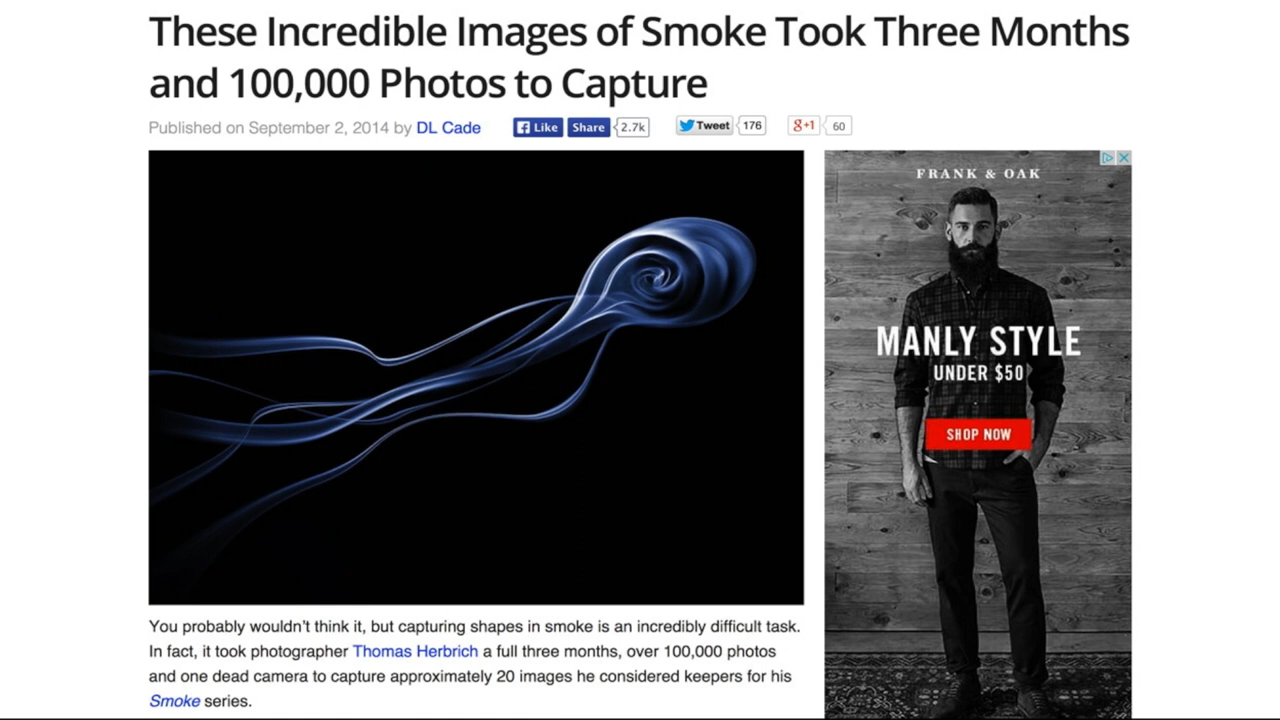 These Incredible Images of Smoke Took Three Months
and 100,000 Photos to Capture
Published on September 2, 2014 by DL Cade
Like Share 2.7k Tweet 176 g+1 60
FRANK & OAK
MANLY STYLE
UNDER $50
SHOP NOW
You probably wouldn't think it, but capturing shapes in smoke is an incredibly difficult task.
In fact, it took photographer Thomas Herbrich a full three months, over 100,000 photos
and one dead camera to capture approximately 20 images he considered keepers for his
Smoke series.